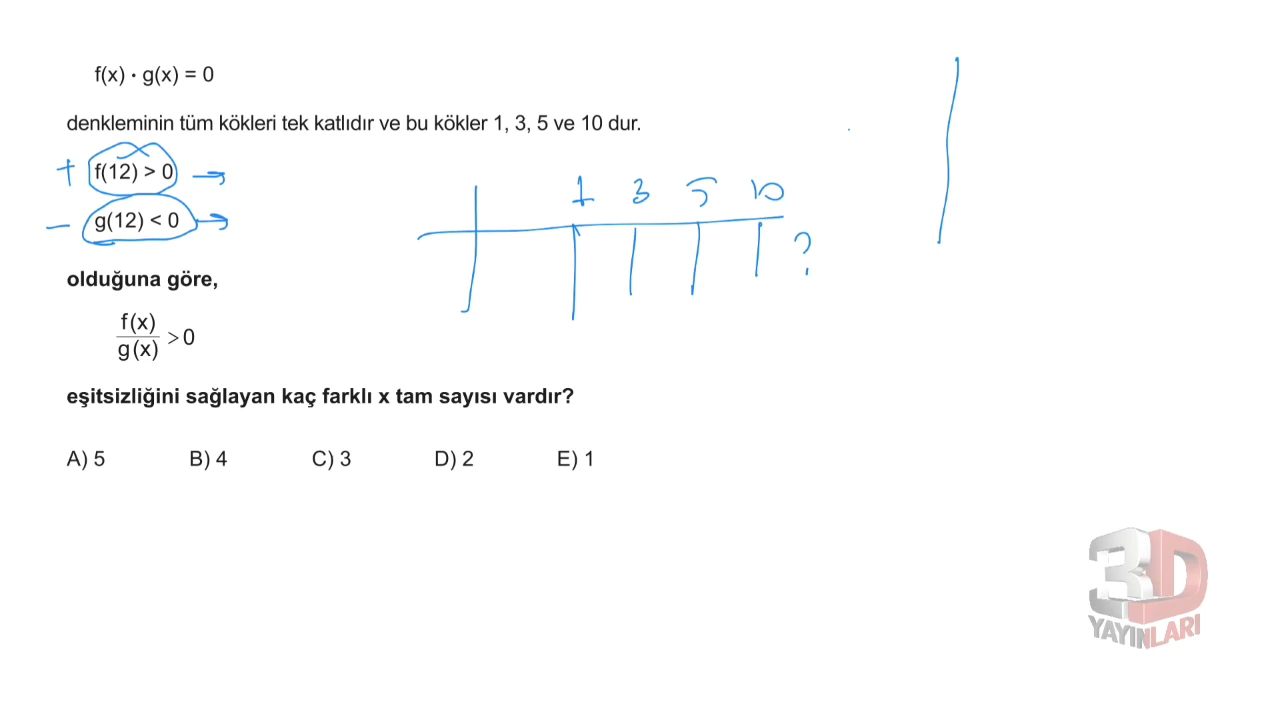 f(x) · g(x) = 0
denkleminin tüm kökleri tek katlıdır ve bu kökler 1, 3, 5 ve 10 dur.
+ f(12) > 0 →
− g(12) < 0 →
1 3 5 10
?
olduğuna göre,
f(x)
g(x) > 0
eşitsizliğini sağlayan kaç farklı x tam sayısı vardır?
A) 5 B) 4 C) 3 D) 2 E) 1
3D
YAYINLARI